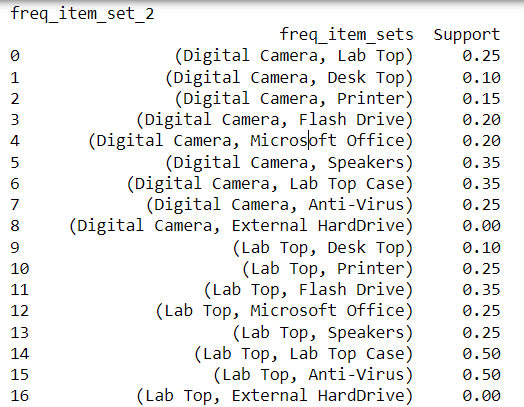 freq_item_set_2
freq_item_sets Support
0 (Digital Camera, Lab Top) 0.25
1 (Digital Camera, Desk Top) 0.10
2 (Digital Camera, Printer) 0.15
3 (Digital Camera, Flash Drive) 0.20
4 (Digital Camera, Microsoft Office) 0.20
5 (Digital Camera, Speakers) 0.35
6 (Digital Camera, Lab Top Case) 0.35
7 (Digital Camera, Anti-Virus) 0.25
8 (Digital Camera, External HardDrive) 0.00
9 (Lab Top, Desk Top) 0.10
10 (Lab Top, Printer) 0.25
11 (Lab Top, Flash Drive) 0.35
12 (Lab Top, Microsoft Office) 0.25
13 (Lab Top, Speakers) 0.25
14 (Lab Top, Lab Top Case) 0.50
15 (Lab Top, Anti-Virus) 0.50
16 (Lab Top, External HardDrive) 0.00